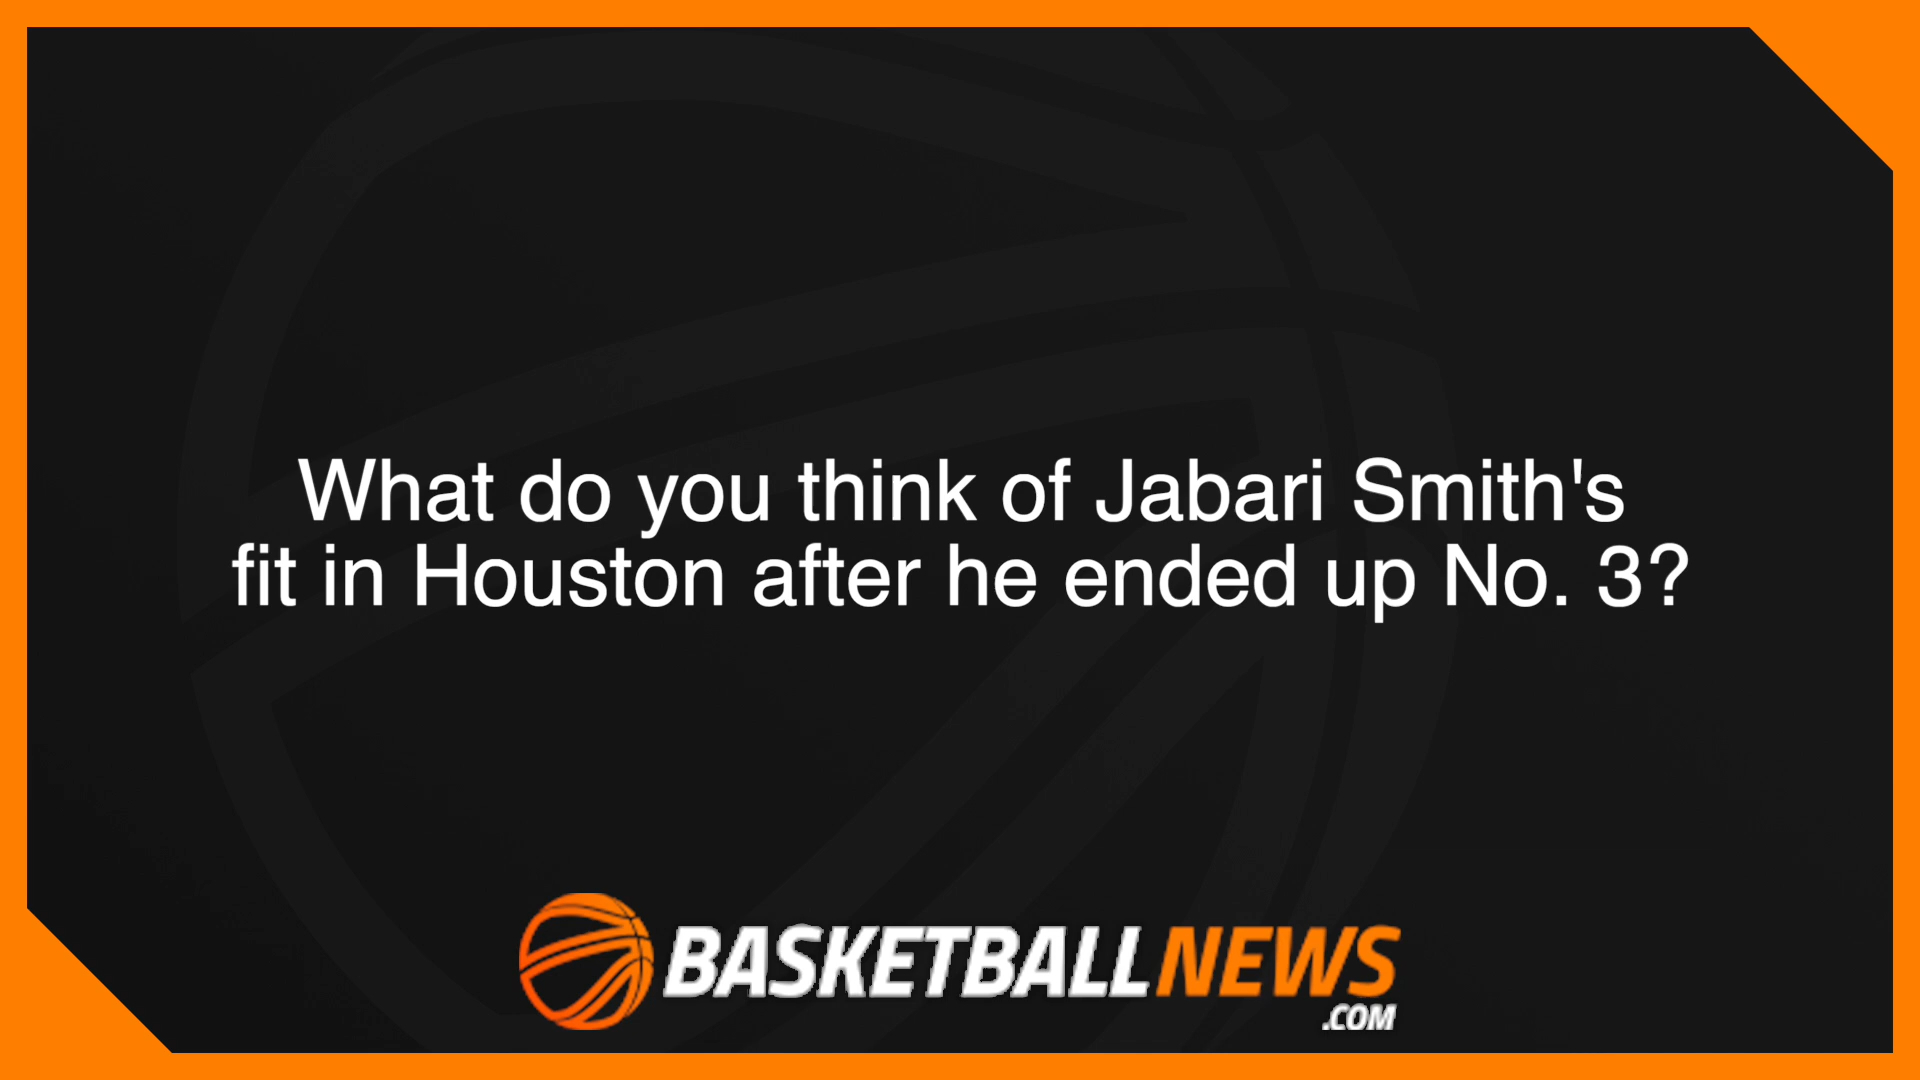 What do you think of Jabari Smith's
fit in Houston after he ended up No. 3?
BASKETBALLNEWS
.COM